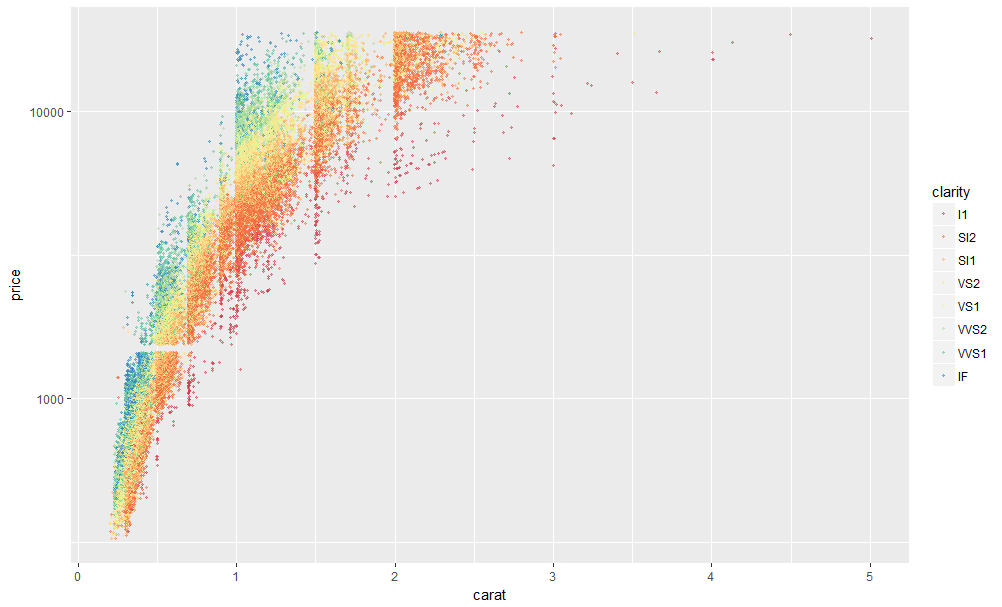 10000
1000
price
0 1 2 3 4 5
carat
clarity
I1
SI2
SI1
VS2
VS1
VVS2
VVS1
IF